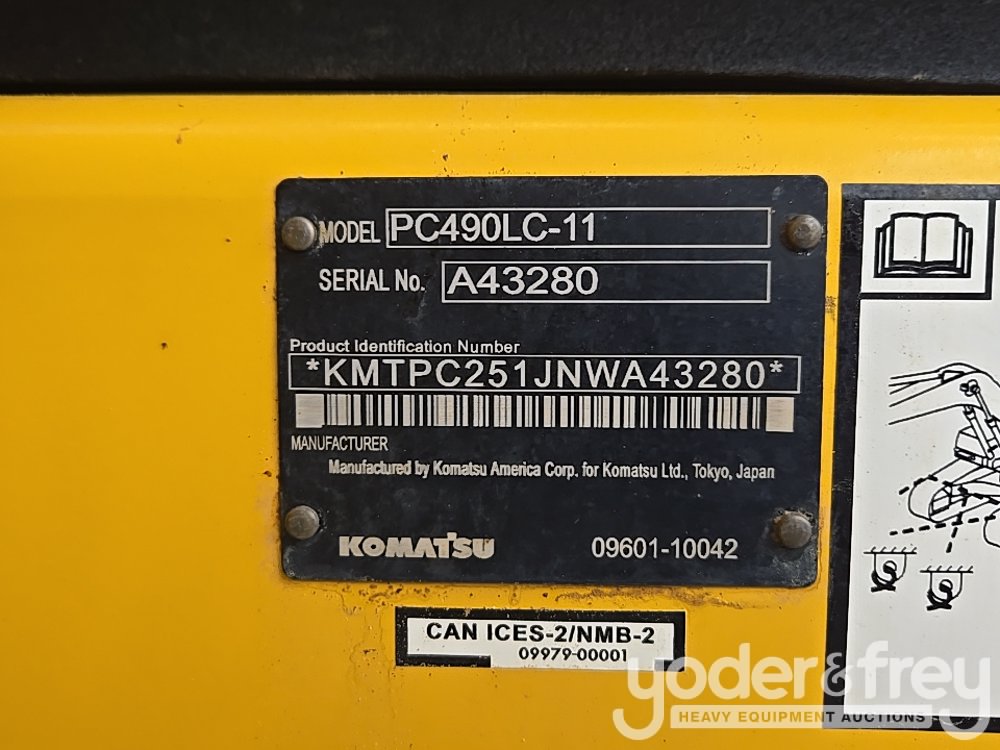 MODEL PC490LC-11
SERIAL No. A43280
Product Identification Number
*KMTPC251JNWA43280*
MANUFACTURER
Manufactured by Komatsu America Corp. for Komatsu Ltd., Tokyo, Japan
KOMATSU 09601-10042
CAN ICES-2/NMB-2
09979-00001
yoder&frey
HEAVY EQUIPMENT AUCTIONS